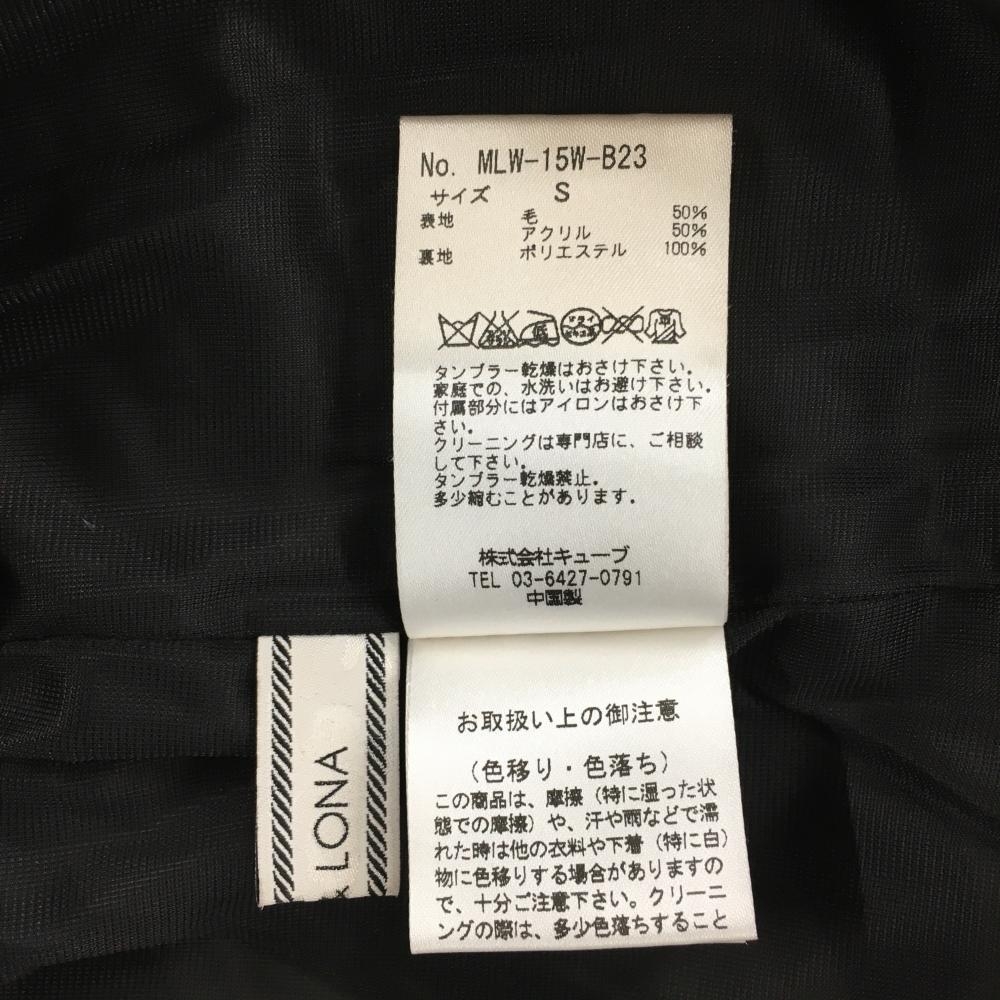 No. MLW-15W-B23
サイズ S
表地 毛 50%
アクリル 50%
裏地 ポリエステル 100%
タンブラー乾燥はおさけ下さい。
家庭での、水洗いはお避け下さい。
付属部分にはアイロンはおさけ下
さい。
クリーニングは専門店に、ご相談
して下さい。
タンブラー乾燥禁止。
多少縮むことがあります。
株式会社キューブ
TEL 03-6427-0791
中国製
LONA
お取扱い上の御注意
(色移り・色落ち)
この商品は、摩擦(特に湿った状
態での摩擦)や、汗や雨などで濡
れた時は他の衣料や下着(特に白)
物に色移りする場合がありますの
で、十分ご注意下さい。クリーニ
ングの際は、多少色落ちすること